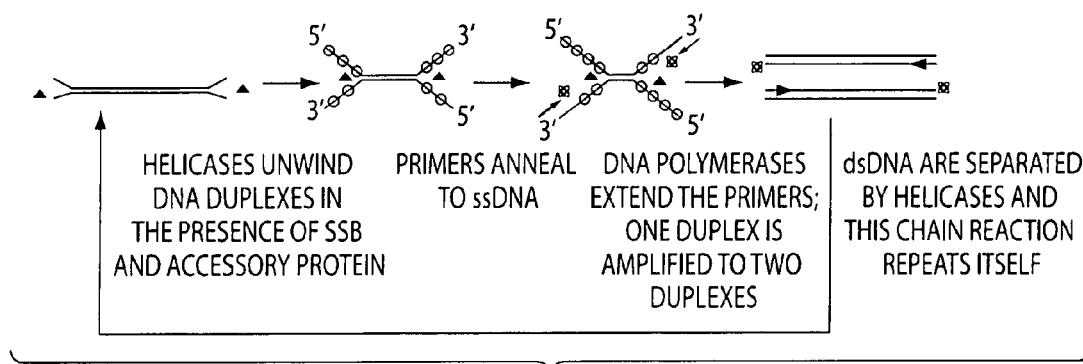 5' 3'
3' 5'
3'
3' 5'
HELICASES UNWIND
DNA DUPLEXES IN
THE PRESENCE OF SSB
AND ACCESSORY PROTEIN
PRIMERS ANNEAL
TO ssDNA
DNA POLYMERASES
EXTEND THE PRIMERS;
ONE DUPLEX IS
AMPLIFIED TO TWO
DUPLEXES
dsDNA ARE SEPARATED
BY HELICASES AND
THIS CHAIN REACTION
REPEATS ITSELF